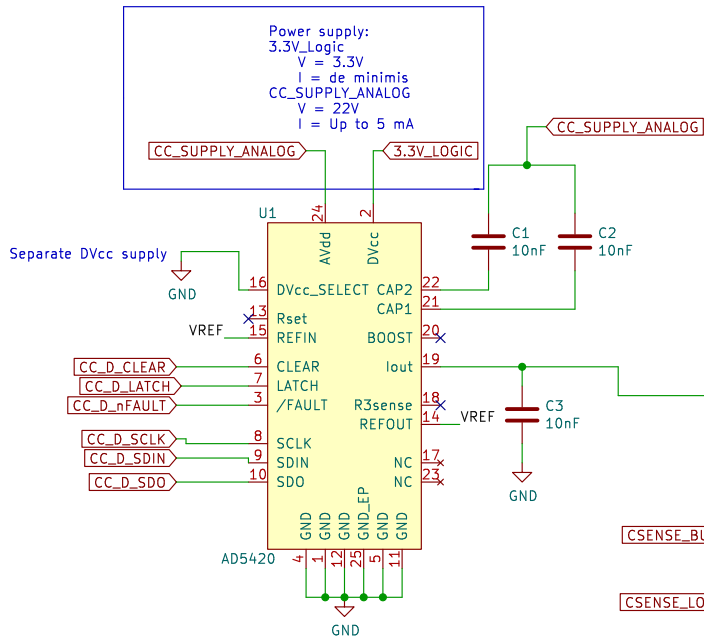 Power supply:
3.3V_Logic
V = 3.3V
I = de minimis
CC_SUPPLY_ANALOG
V = 22V
I = Up to 5 mA
CC_SUPPLY_ANALOG
CC_SUPPLY_ANALOG
3.3V_LOGIC
U1
24
2
AVdd
DVcc
C1
10nF
C2
10nF
Separate DVcc supply
GND
16
DVcc_SELECT
CAP2
22
CAP1
21
13
Rset
VREF
15
REFIN
BOOST
20
CC_D_CLEAR
6
CLEAR
Iout
19
CC_D_LATCH
7
LATCH
CC_D_nFAULT
3
/FAULT
R3sense
18
REFOUT
14
VREF
C3
10nF
CC_D_SCLK
8
SCLK
CC_D_SDIN
9
SDIN
NC
17
CC_D_SDO
10
SDO
NC
23
GND
GND
GND
GND
GND_EP
GND
GND
AD5420
4
1
12
25
5
11
GND
CSENSE_BU
CSENSE_LO